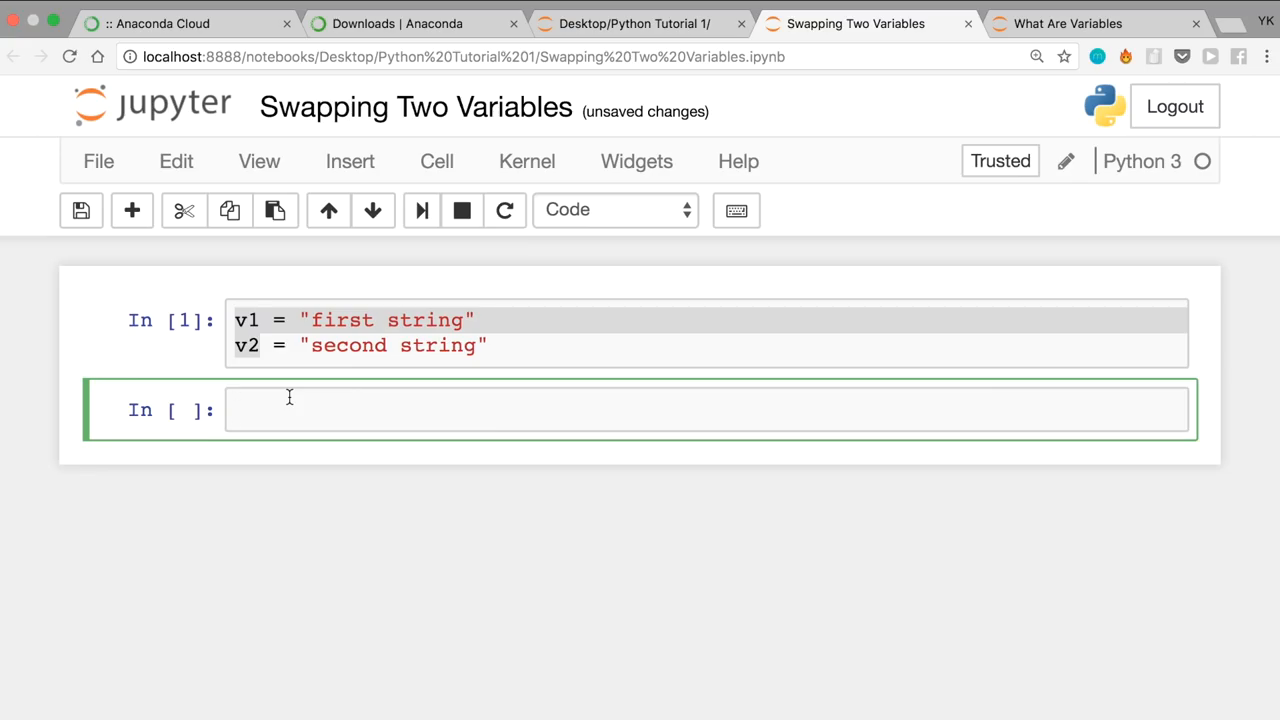 :: Anaconda Cloud
Downloads | Anaconda
Desktop/Python Tutorial 1/
Swapping Two Variables
What Are Variables
YK
localhost:8888/notebooks/Desktop/Python%20Tutorial%201/Swapping%20Two%20Variables.ipynb
jupyter
Swapping Two Variables (unsaved changes)
Logout
File Edit View Insert Cell Kernel Widgets Help
Trusted
Python 3
Code
In [1]: v1 = "first string"
v2 = "second string"
In [ ]: